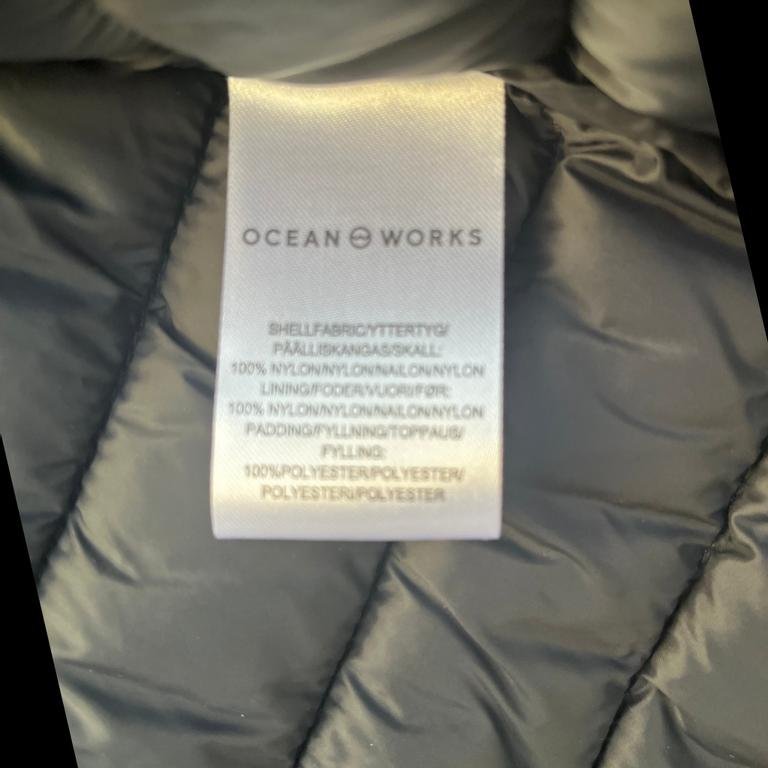 OCEAN WORKS
SHELLFABRIC/YTTERTYG/
PÄÄLLISKANGAS/SKALL:
100% NYLON/NYLON/NAILON/NYLON
LINING/FODER/VUORI/FØR:
100% NYLON/NYLON/NAILON/NYLON
PADDING/FYLLNING/TOPPAUS/
FYLLING:
100%POLYESTER/POLYESTER/
POLYESTERI/POLYESTER